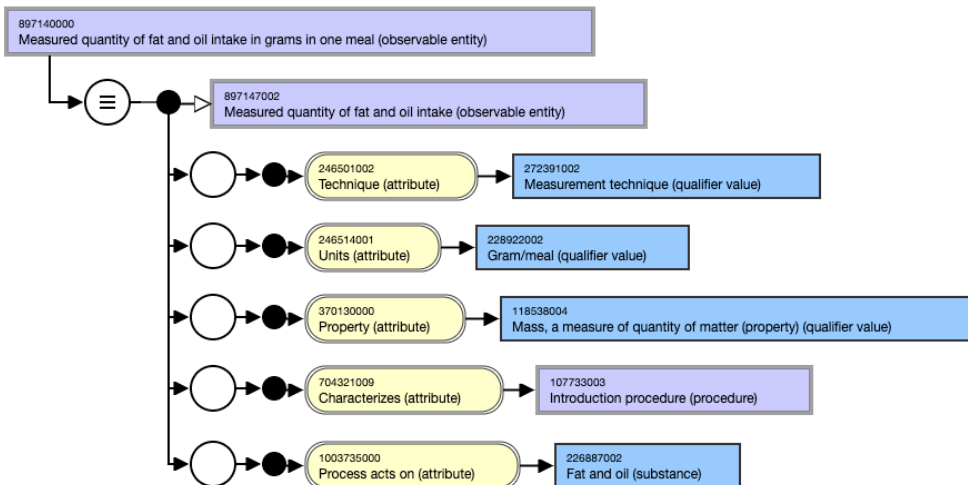 897140000
Measured quantity of fat and oil intake in grams in one meal (observable entity)
897147002
Measured quantity of fat and oil intake (observable entity)
246501002
Technique (attribute)
272391002
Measurement technique (qualifier value)
246514001
Units (attribute)
228922002
Gram/meal (qualifier value)
370130000
Property (attribute)
118538004
Mass, a measure of quantity of matter (property) (qualifier value)
704321009
Characterizes (attribute)
107733003
Introduction procedure (procedure)
1003735000
Process acts on (attribute)
226887002
Fat and oil (substance)